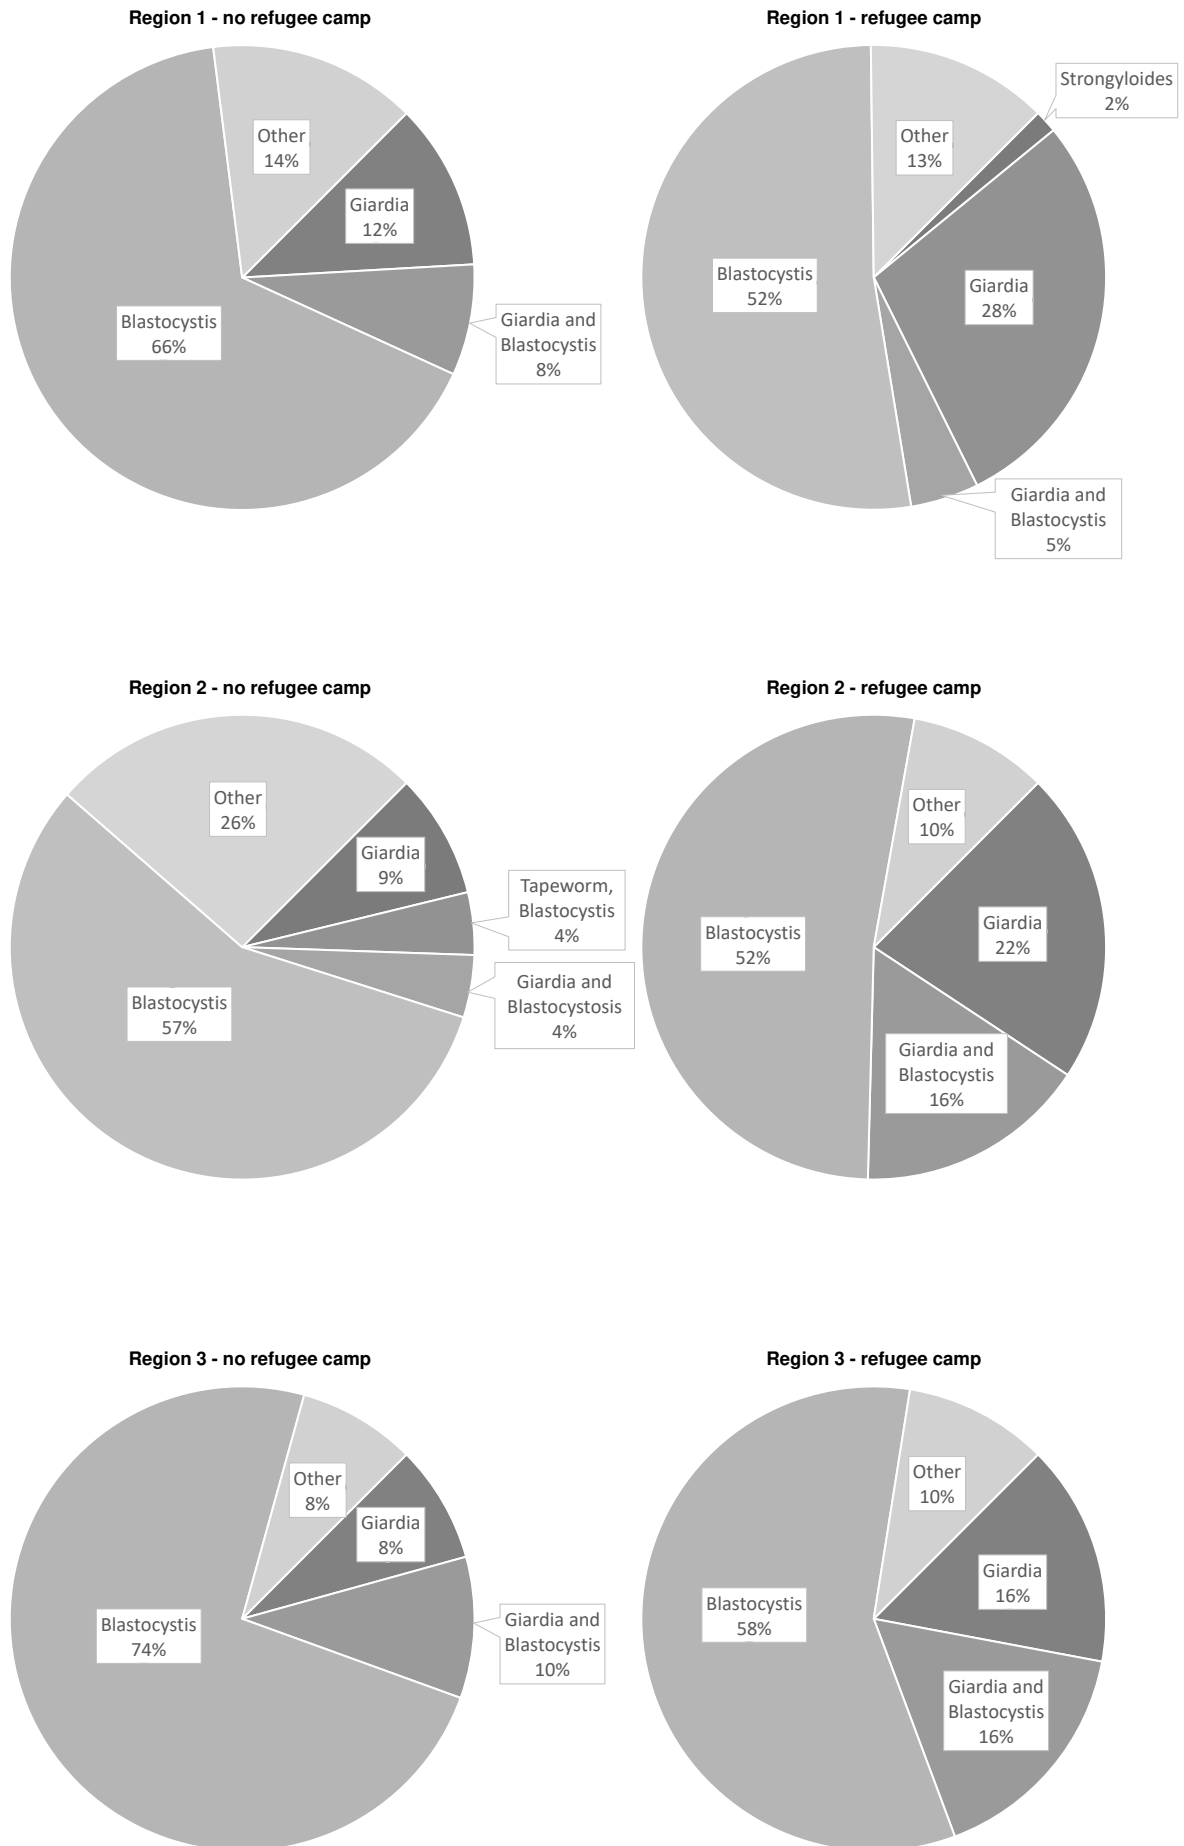 Region 1 - no refugee camp
Other
14%
Giardia
12%
Giardia and
Blastocystis
8%
Blastocystis
66%
Region 1 - refugee camp
Strongyloides
2%
Other
13%
Giardia
28%
Blastocystis
52%
Giardia and
Blastocystis
5%
Region 2 - no refugee camp
Other
26%
Giardia
9%
Tapeworm,
Blastocystis
4%
Giardia and
Blastocystosis
4%
Blastocystis
57%
Region 2 - refugee camp
Other
10%
Giardia
22%
Blastocystis
52%
Giardia and
Blastocystis
16%
Region 3 - no refugee camp
Other
8%
Giardia
8%
Giardia and
Blastocystis
10%
Blastocystis
74%
Region 3 - refugee camp
Other
10%
Giardia
16%
Blastocystis
58%
Giardia and
Blastocystis
16%